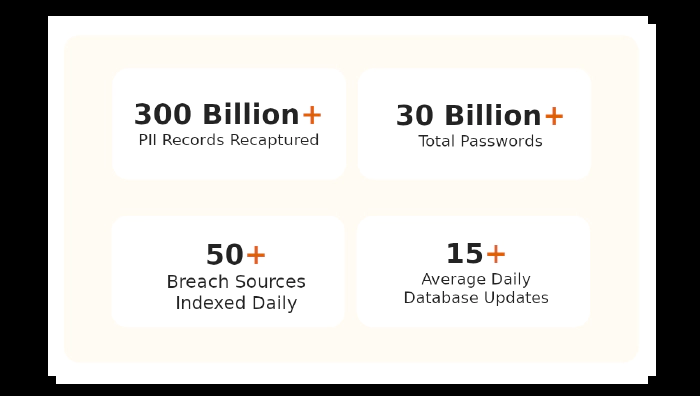 300 Billion+
PII Records Recaptured
30 Billion+
Total Passwords
50+
Breach Sources
Indexed Daily
15+
Average Daily
Database Updates